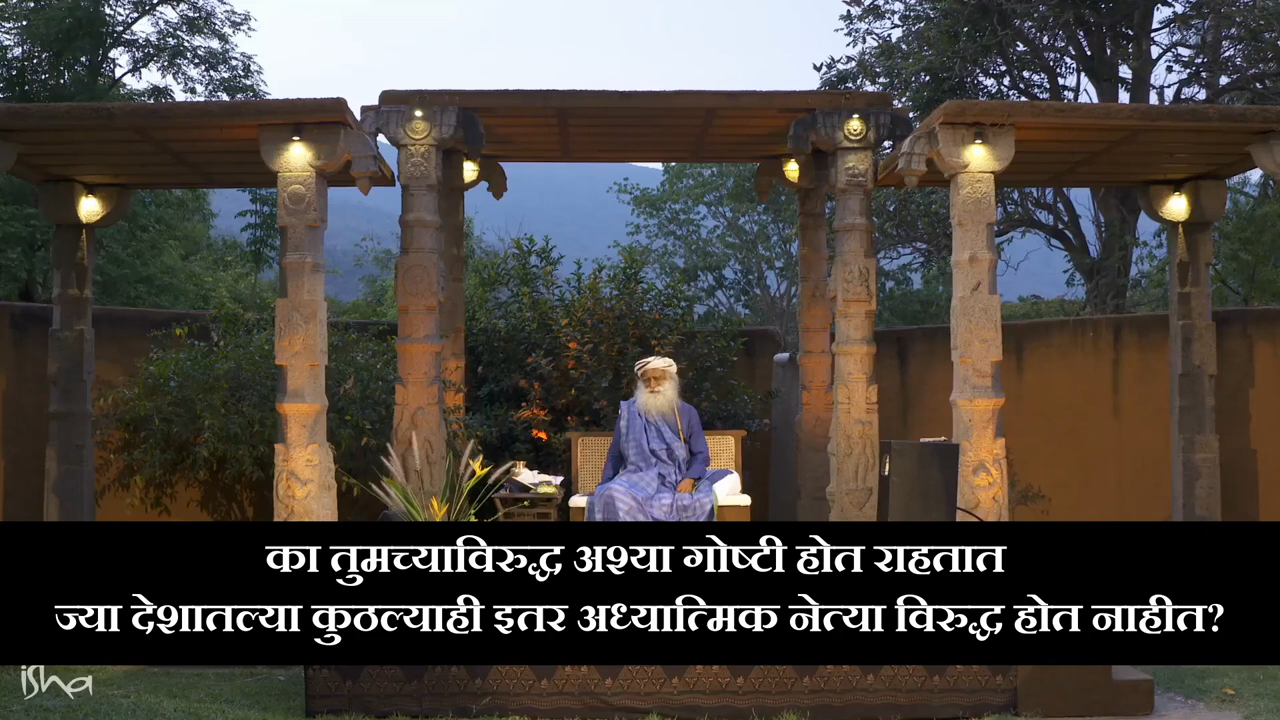 का तुमच्याविरुद्ध अश्या गोष्टी होत राहतात
ज्या देशातल्या कुठल्याही इतर अध्यात्मिक नेत्या विरुद्ध होत नाहीत?
isha